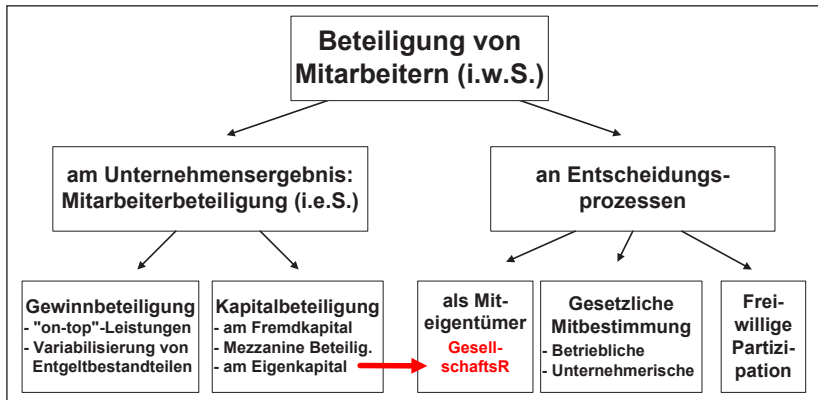 Beteiligung von
Mitarbeitern (i.w.S.)
am Unternehmensergebnis:
Mitarbeiterbeteiligung (i.e.S.)
an Entscheidungs-
prozessen
Gewinnbeteiligung
- "on-top"-Leistungen
- Variabilisierung von
Entgeltbestandteilen
Kapitalbeteiligung
- am Fremdkapital
- Mezzanine Beteilig.
- am Eigenkapital
als Mit-
eigentümer
Gesell-
schaftsR
Gesetzliche
Mitbestimmung
- Betriebliche
- Unternehmerische
Frei-
willige
Partizi-
pation